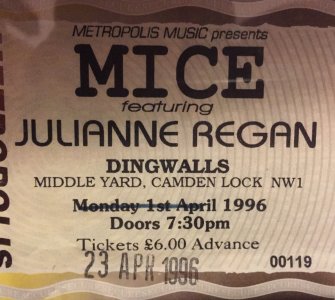 METROPOLIS MUSIC presents
MICE
featuring
JULIANNE REGAN
DINGWALLS
MIDDLE YARD, CAMDEN LOCK NW1
Monday 1st April 1996
Doors 7:30pm
Tickets £6.00 Advance
23 APR 1996
00119